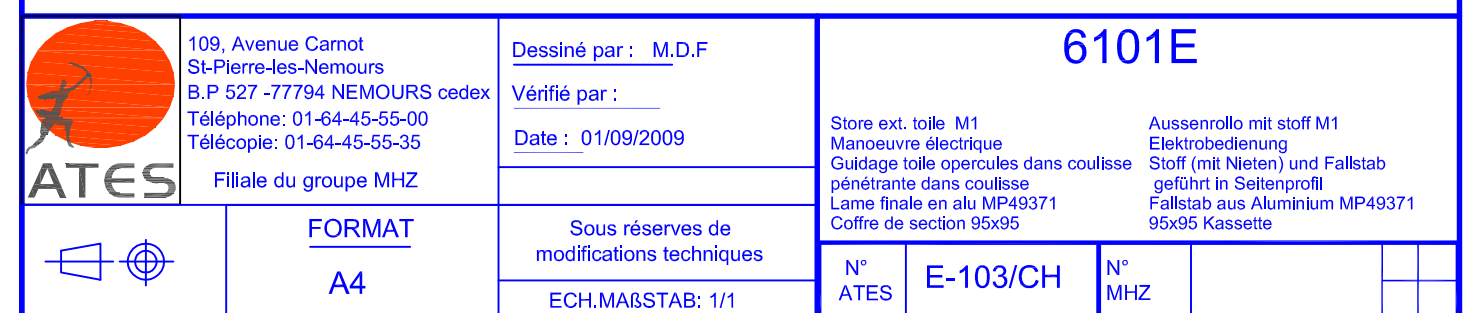 109, Avenue Carnot
St-Pierre-les-Nemours
B.P 527 -77794 NEMOURS cedex
Téléphone: 01-64-45-55-00
Télécopie: 01-64-45-55-35
ATES
Filiale du groupe MHZ
Dessiné par : M.D.F
Vérifié par :
Date : 01/09/2009
6101E
Store ext. toile M1
Manoeuvre électrique
Guidage toile opercules dans coulisse
pénétrante dans coulisse
Lame finale en alu MP49371
Coffre de section 95x95
Aussenrollo mit stoff M1
Elektrobedienung
Stoff (mit Nieten) und Fallstab
geführt in Seitenprofil
Fallstab aus Aluminium MP49371
95x95 Kassette
FORMAT
A4
Sous réserves de
modifications techniques
ECH.MAßSTAB: 1/1
N°
ATES
E-103/CH
N°
MHZ